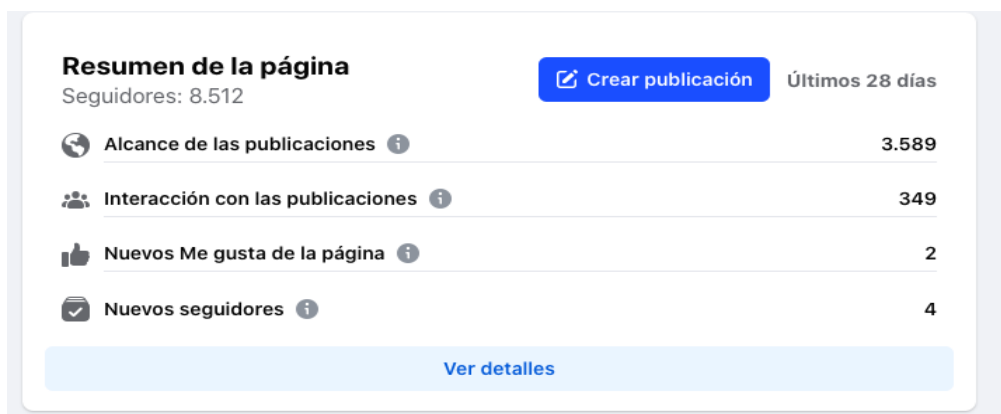 Resumen de la página
Seguidores: 8.512
Crear publicación
Últimos 28 días
Alcance de las publicaciones 3.589
Interacción con las publicaciones 349
Nuevos Me gusta de la página 2
Nuevos seguidores 4
Ver detalles